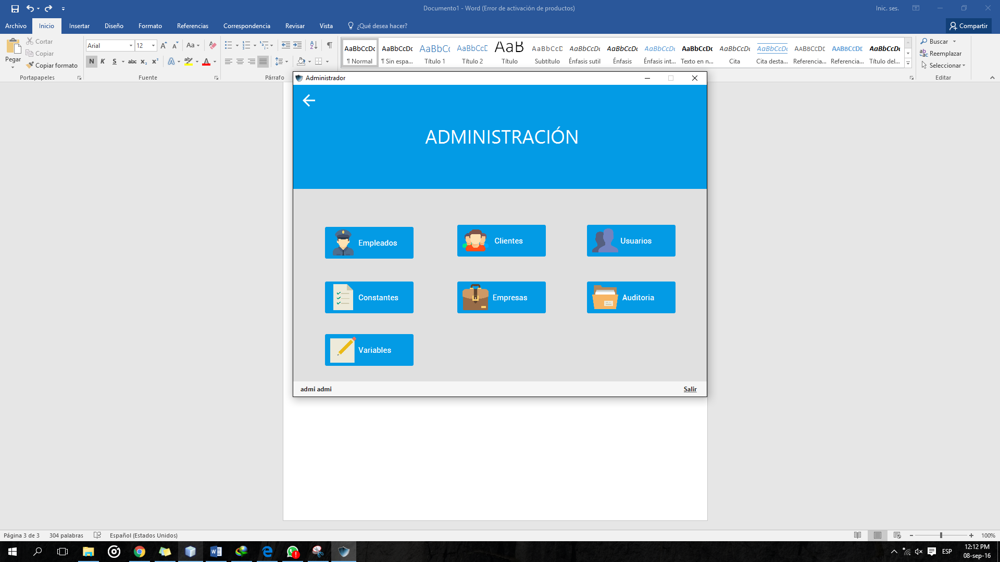 Documento1 - Word (Error de activación de productos)
Inic. ses.
Archivo Inicio Insertar Diseño Formato Referencias Correspondencia Revisar Vista ¿Qué desea hacer? Compartir
Pegar
Cortar
Copiar
Copiar formato
Portapapeles
Arial 12 Aa
N K S abc x₂ x²
Fuente
Párrafo
AaBbCcDc AaBbCcDc AaBbCc AaBbCcD AaB AaBbCcD AaBbCcDc AaBbCcDc AaBbCcDc AaBbCcDc AaBbCcDc AaBbCcDc AABBCCDD AABBCCDD AaBbCcDc
¶ Normal ¶ Sin espa... Título 1 Título 2 Título Subtítulo Énfasis sutil Énfasis Énfasis int... Texto en n... Cita Cita desta... Referencia... Referencia... Título del...
Buscar
Reemplazar
Seleccionar
Editar
Administrador
ADMINISTRACIÓN
Empleados
Clientes
Usuarios
Constantes
Empresas
Auditoria
Variables
admi admi
Salir
Página 3 de 3 304 palabras Español (Estados Unidos) 100%
ESP
12:12 PM
08-sep-16